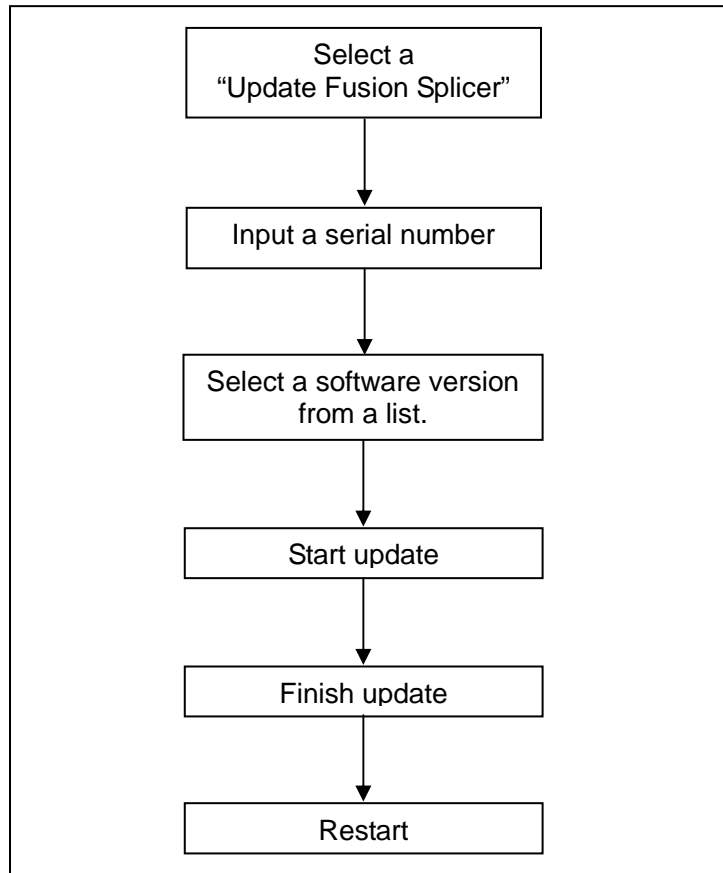 Select a
“Update Fusion Splicer”
Input a serial number
Select a software version
from a list.
Start update
Finish update
Restart